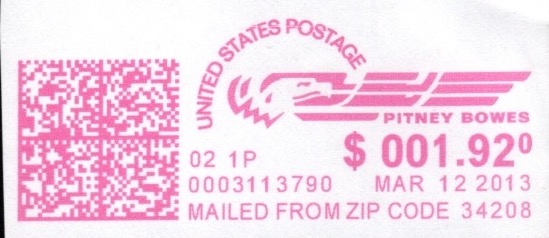 UNITED STATES POSTAGE
PITNEY BOWES
02 1P
$ 001.92⁰
0003113790 MAR 12 2013
MAILED FROM ZIP CODE 34208